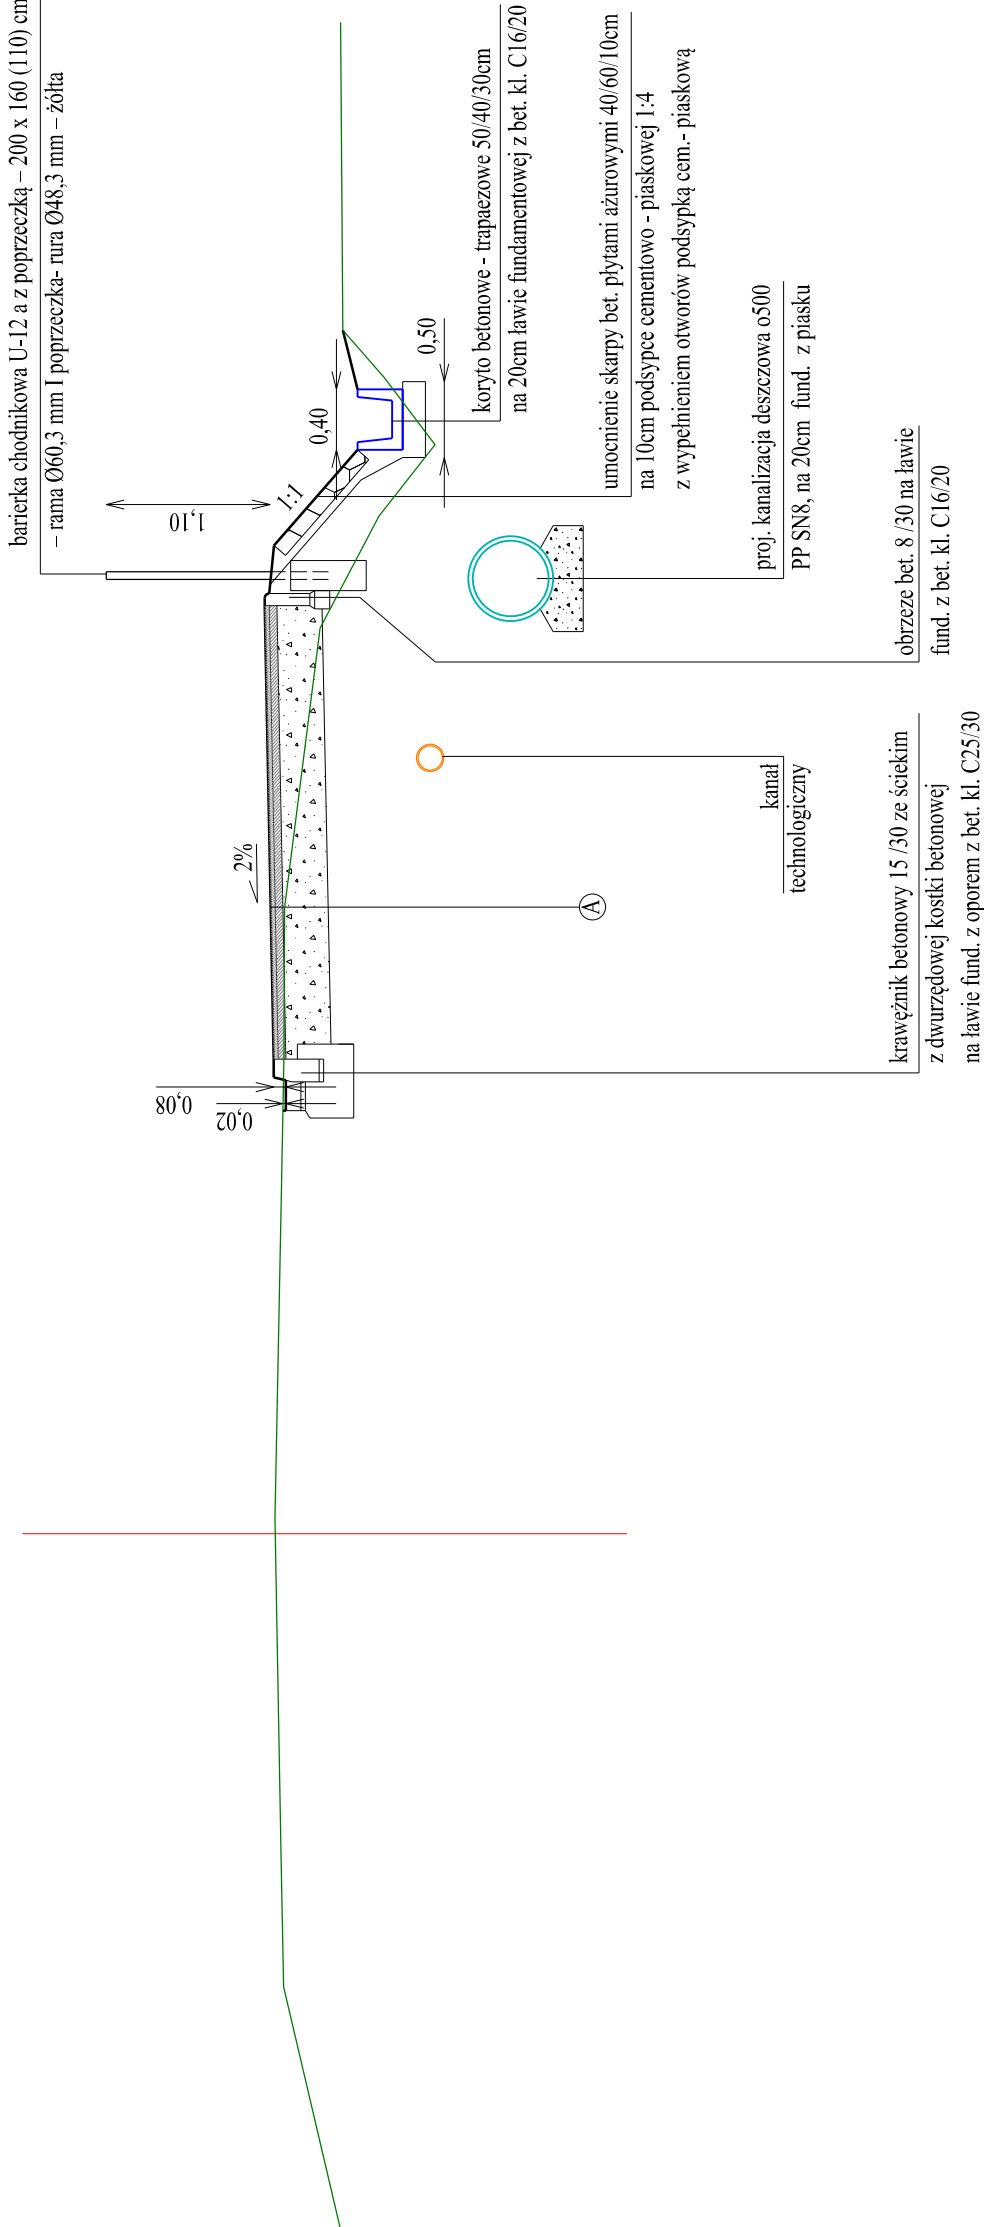 barierka chodnikowa U-12 a z poprzeczką – 200 x 160 (110) cm
– rama Ø60,3 mm I poprzeczka- rura Ø48,3 mm – żółta
1,10
1:1
0,40
0,50
koryto betonowe - trapaezowe 50/40/30cm
na 20cm ławie fundamentowej z bet. kl. C16/20
umocnienie skarpy bet. płytami ażurowymi 40/60/10cm
na 10cm podsypce cementowo - piaskowej 1:4
z wypełnieniem otworów podsypką cem.- piaskową
proj. kanalizacja deszczowa o500
PP SN8, na 20cm fund. z piasku
obrzeze bet. 8 /30 na ławie
fund. z bet. kl. C16/20
2%
A
kanał
technologiczny
0,08
0,02
krawężnik betonowy 15 /30 ze ściekim
z dwurzędowej kostki betonowej
na ławie fund. z oporem z bet. kl. C25/30